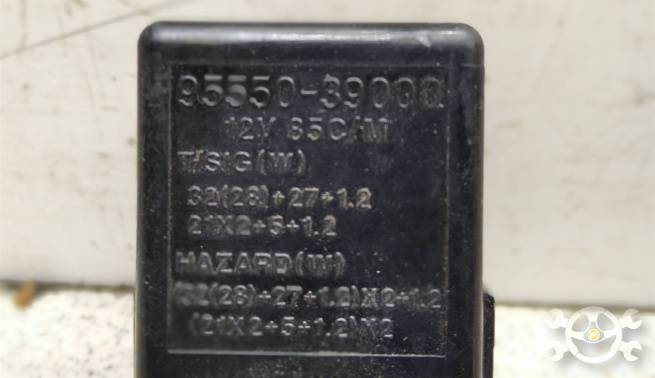 95550-39000
12V 85C/M
T/SIG(W)
32(28)+27+1.2
21X2+5+1.2
HAZARD(W)
(32(28)+27+1.2)X2+1.2
(21X2+5+1.2)X2